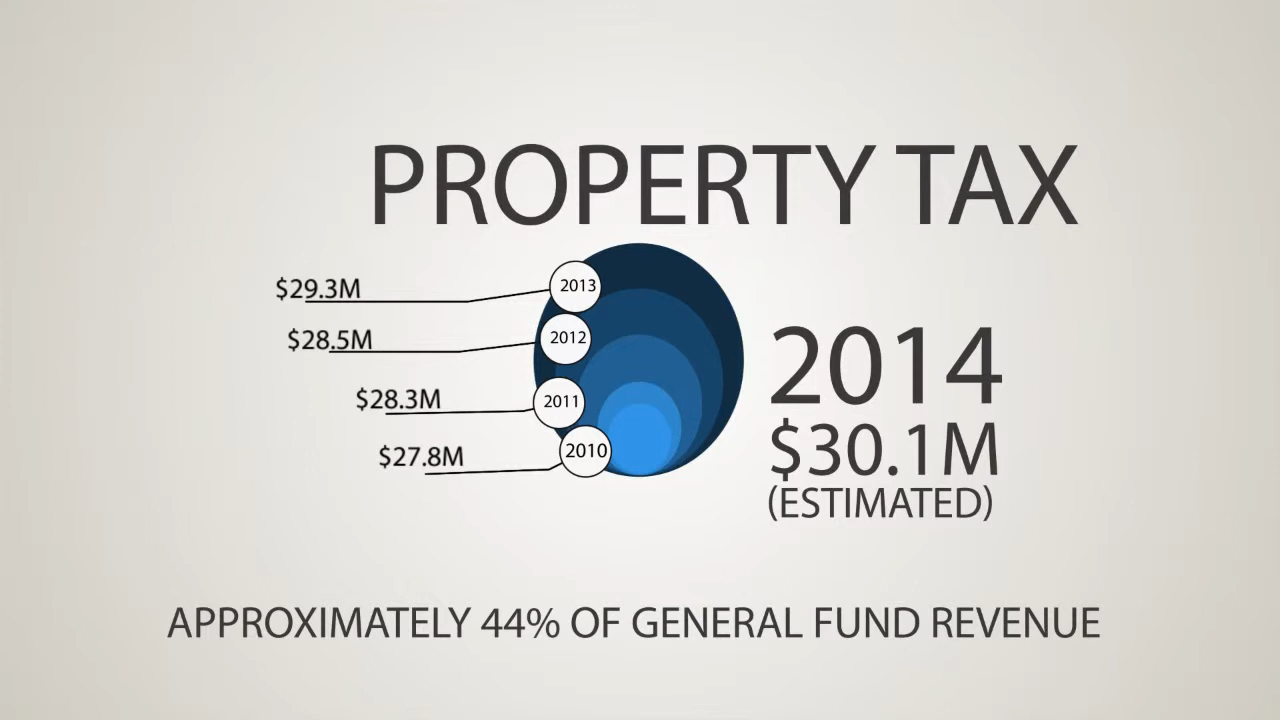 PROPERTY TAX
$29.3M
2013
$28.5M
2012
$28.3M
2011
$27.8M
2010
2014
$30.1M
(ESTIMATED)
APPROXIMATELY 44% OF GENERAL FUND REVENUE